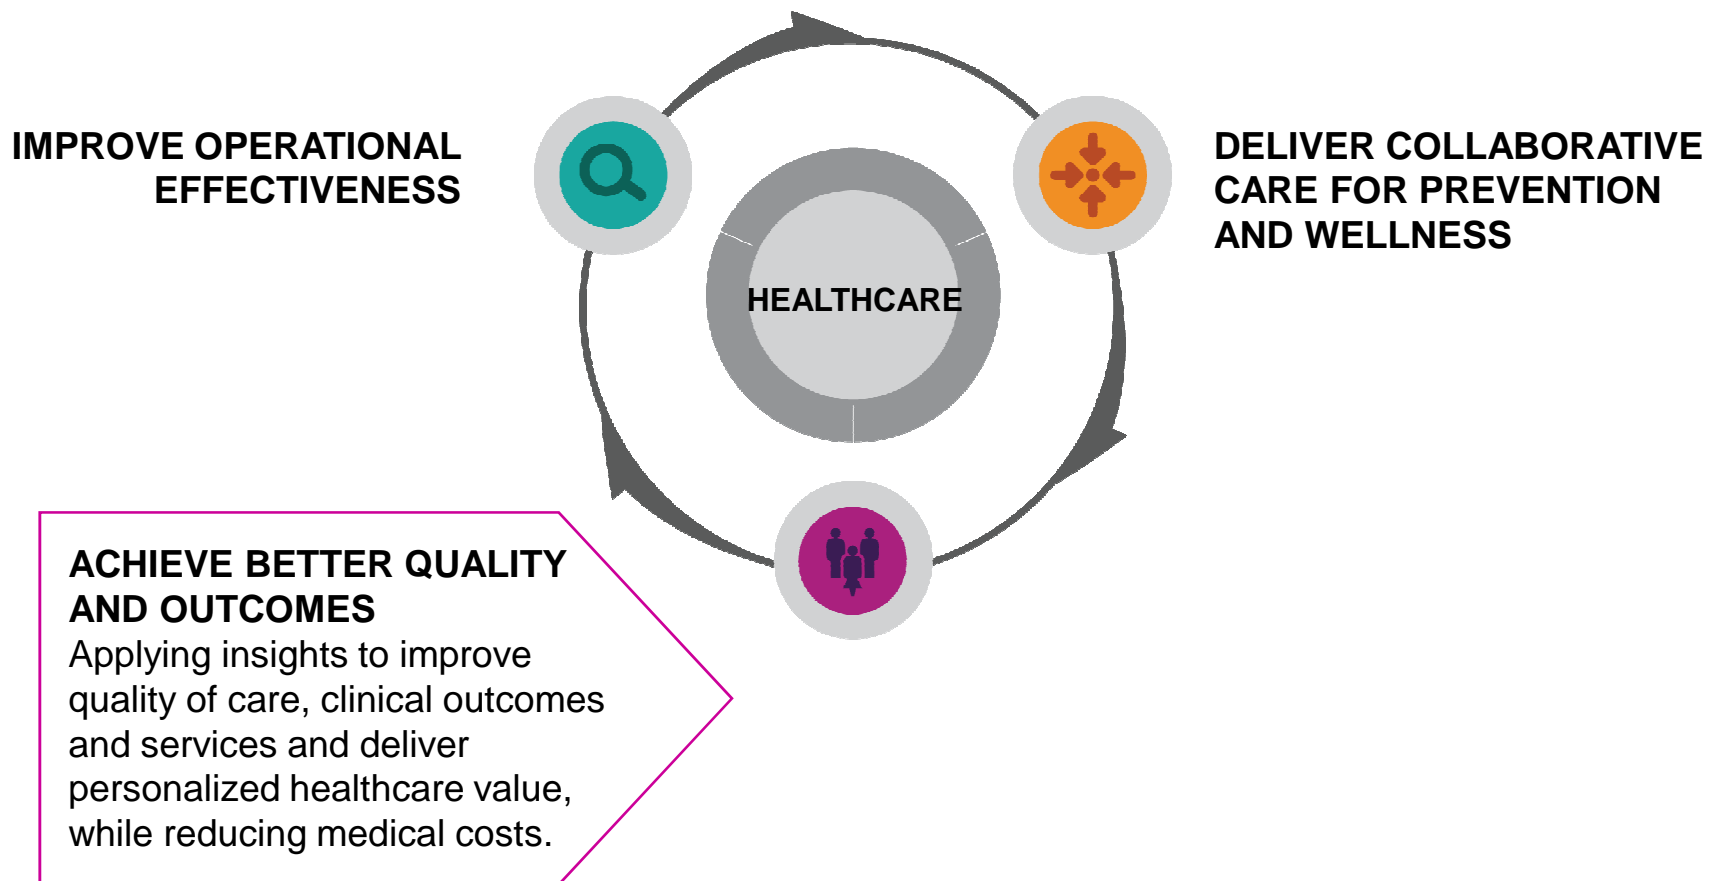 IMPROVE OPERATIONAL
EFFECTIVENESS
DELIVER COLLABORATIVE
CARE FOR PREVENTION
AND WELLNESS
HEALTHCARE
ACHIEVE BETTER QUALITY
AND OUTCOMES
Applying insights to improve
quality of care, clinical outcomes
and services and deliver
personalized healthcare value,
while reducing medical costs.